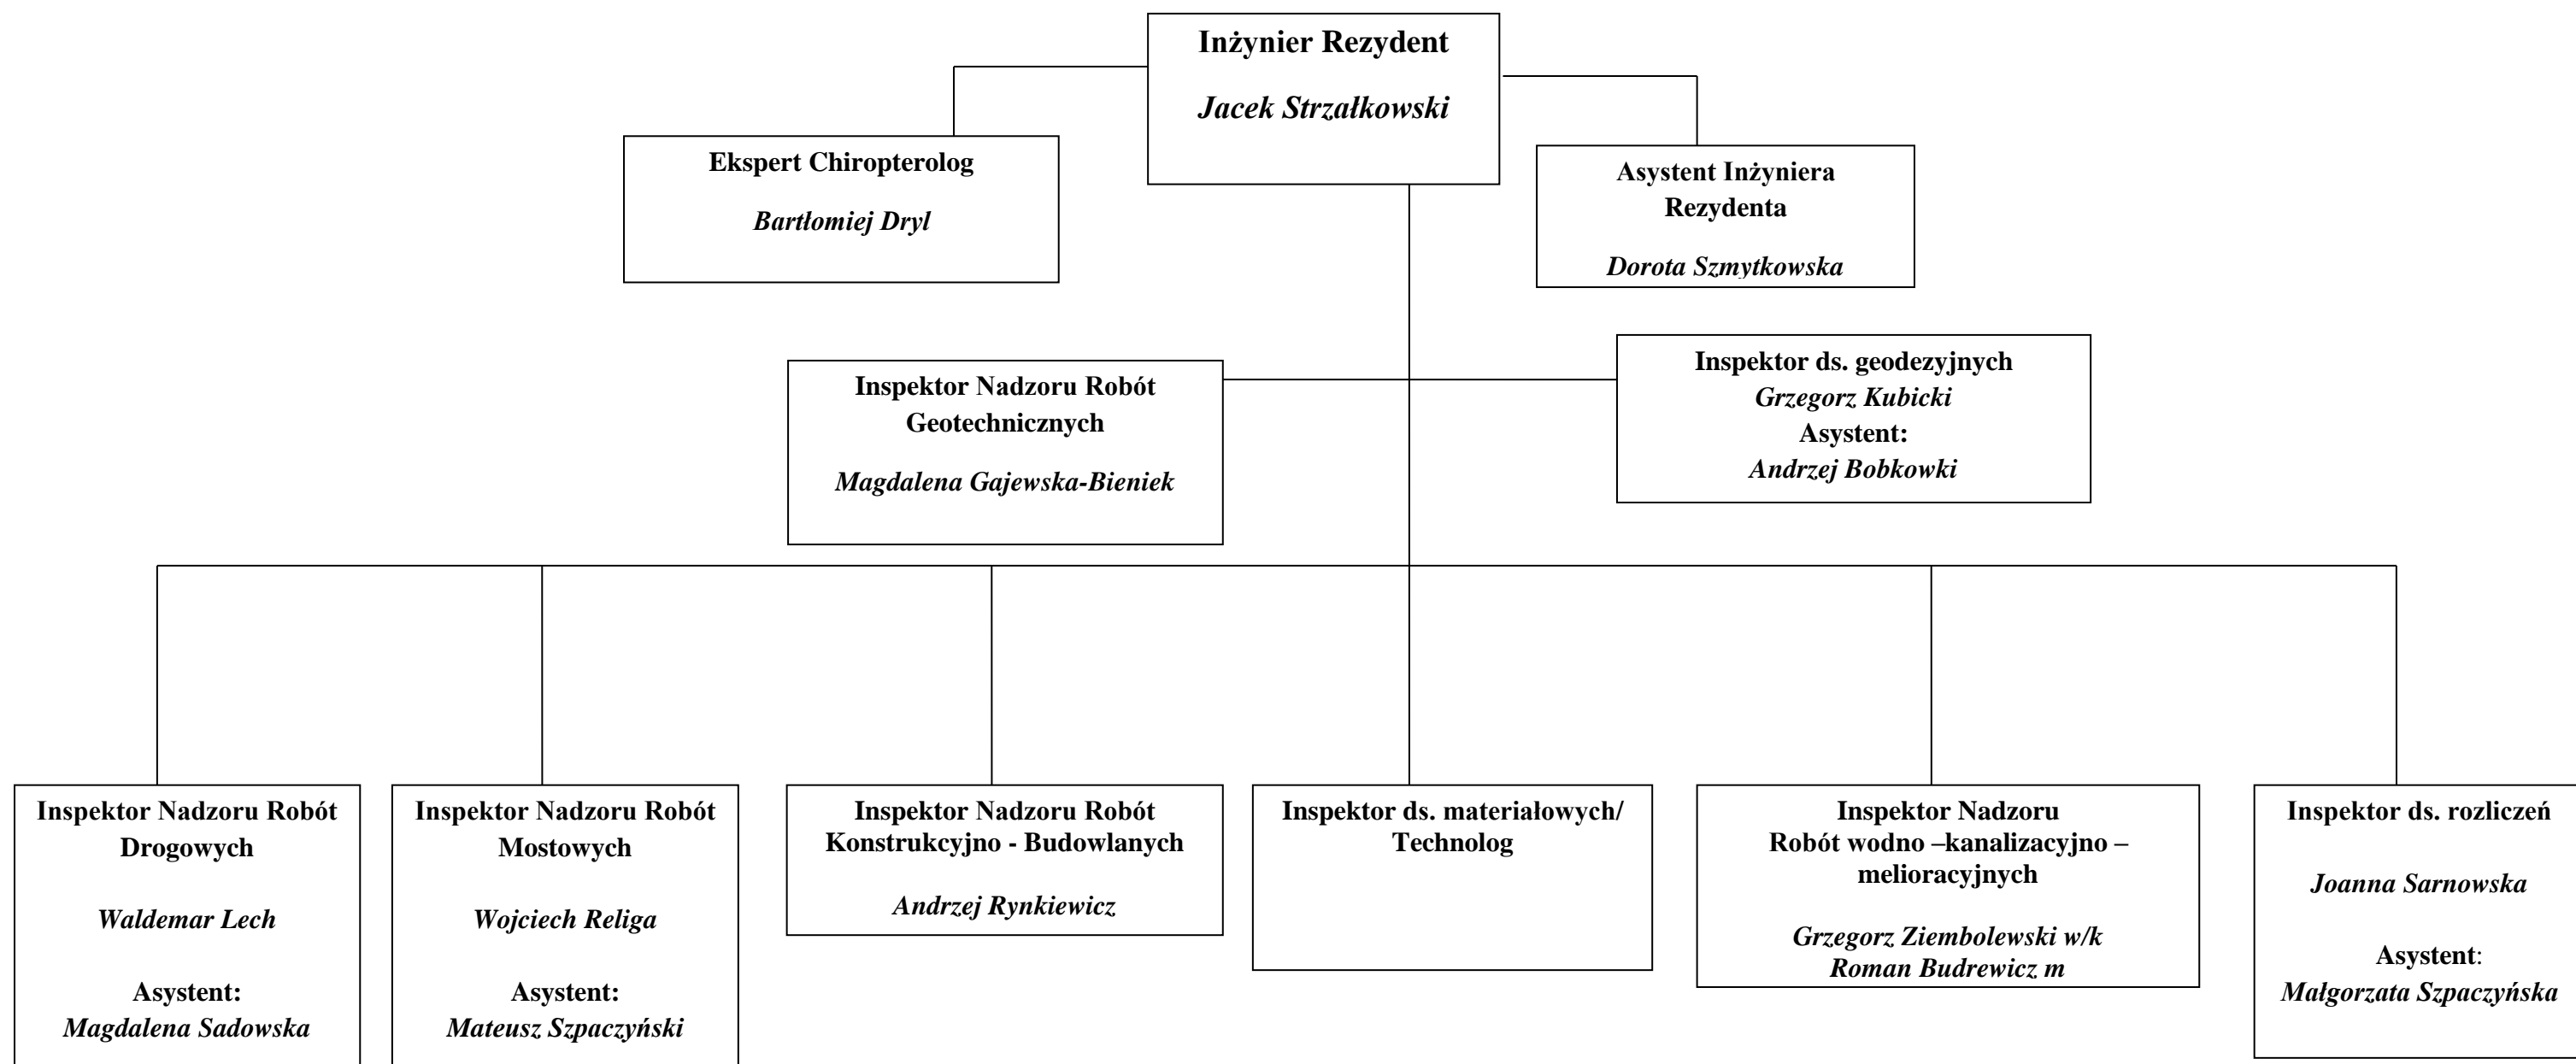 Inżynier Rezydent
Jacek Strzałkowski
Ekspert Chiropterolog
Bartłomiej Dryl
Asystent Inżyniera
Rezydenta
Dorota Szmytkowska
Inspektor Nadzoru Robót
Geotechnicznych
Magdalena Gajewska-Bieniek
Inspektor ds. geodezyjnych
Grzegorz Kubicki
Asystent:
Andrzej Bobkowki
Inspektor Nadzoru Robót
Drogowych
Waldemar Lech
Asystent:
Magdalena Sadowska
Inspektor Nadzoru Robót
Mostowych
Wojciech Religa
Asystent:
Mateusz Szpaczyński
Inspektor Nadzoru Robót
Konstrukcyjno - Budowlanych
Andrzej Rynkiewicz
Inspektor ds. materiałowych/
Technolog
Inspektor Nadzoru
Robót wodno –kanalizacyjno –
melioracyjnych
Grzegorz Ziembolewski w/k
Roman Budrewicz m
Inspektor ds. rozliczeń
Joanna Sarnowska
Asystent:
Małgorzata Szpaczyńska